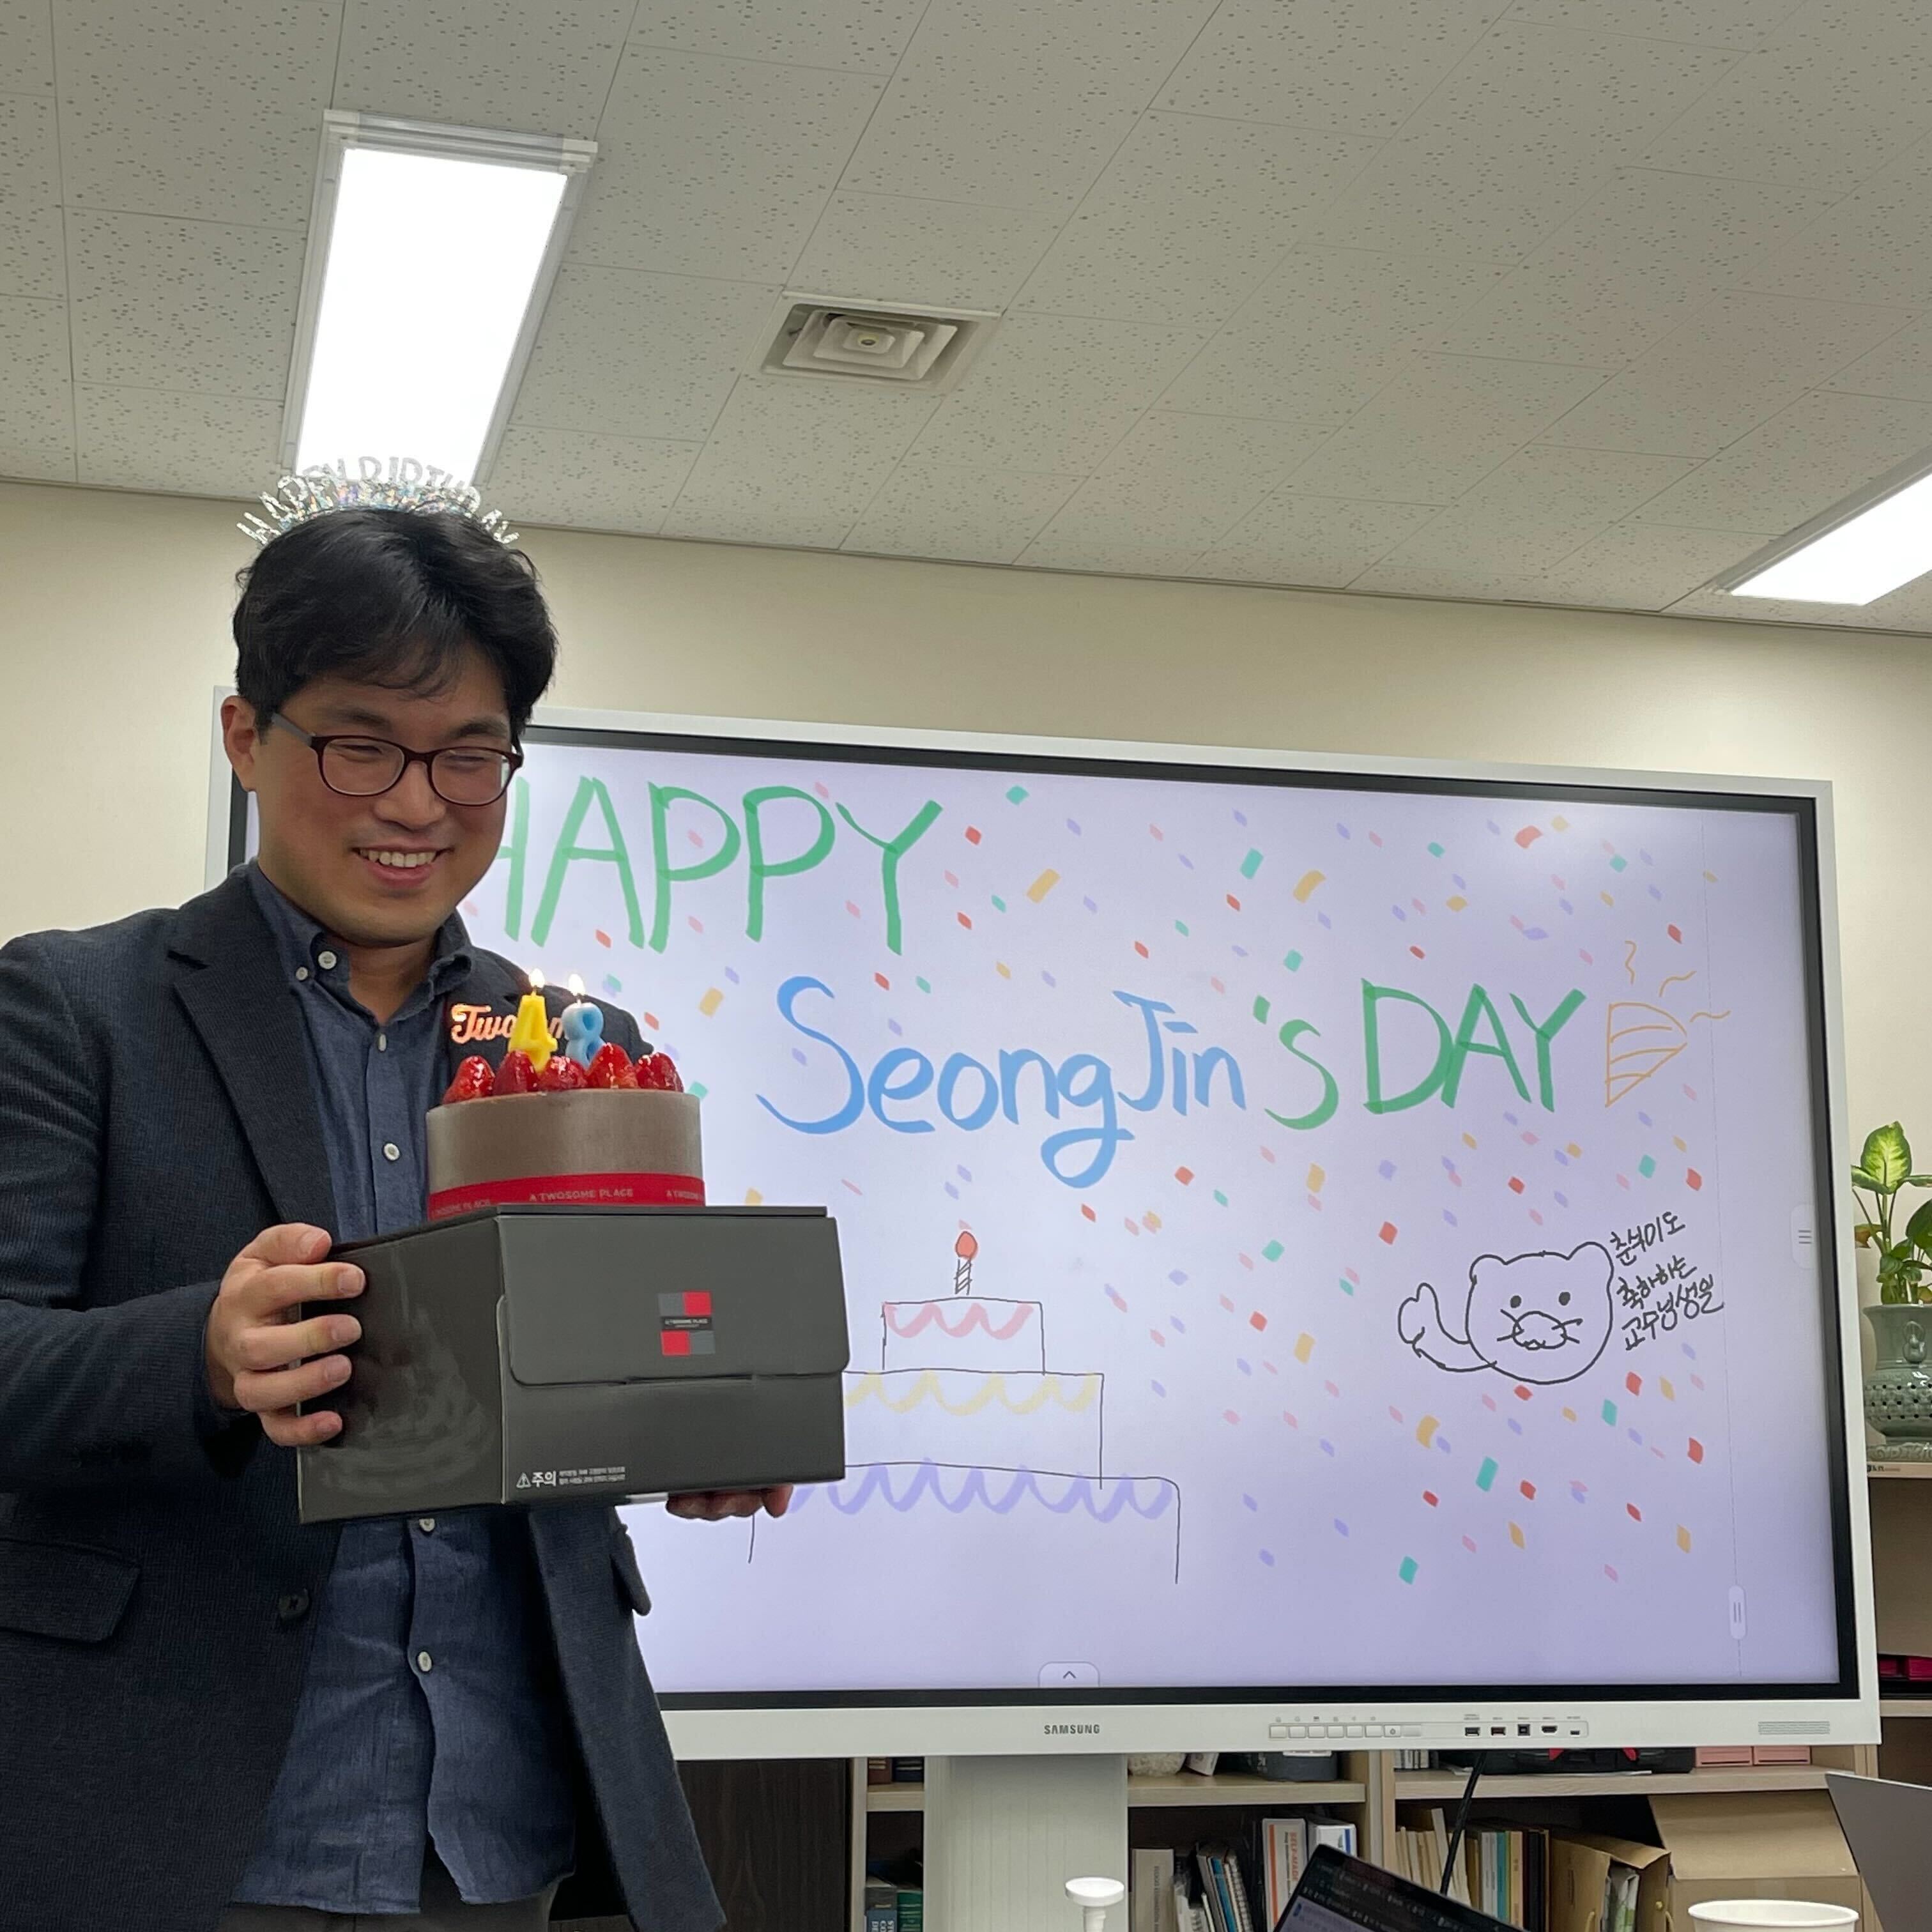 HAPPY BIRTHDAY
HAPPY
SeongJin's DAY
춘식이도
축하하는
교수님생일
48
A TWOSOME PLACE
A TWOSOME PLACE
주의
SAMSUNG